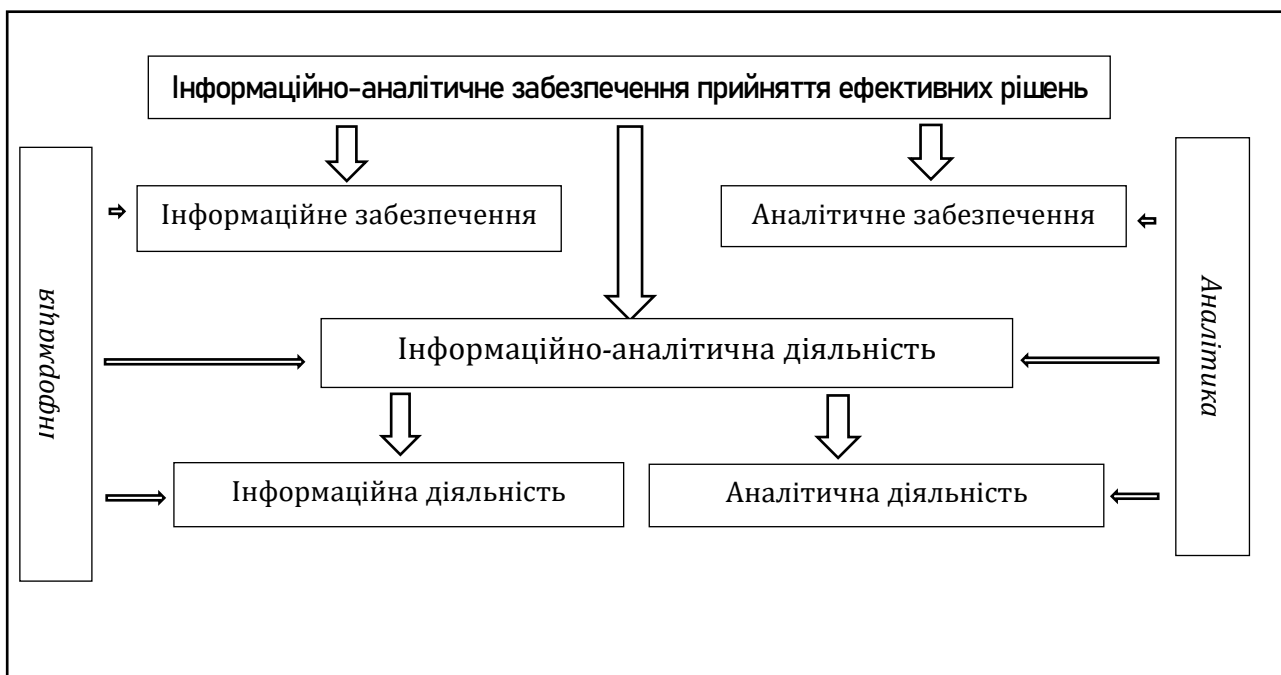 Інформаційно-аналітичне забезпечення прийняття ефективних рішень
Інформаційне забезпечення
Аналітичне забезпечення
Інформація
Інформаційно-аналітична діяльність
Аналітика
Інформаційна діяльність
Аналітична діяльність